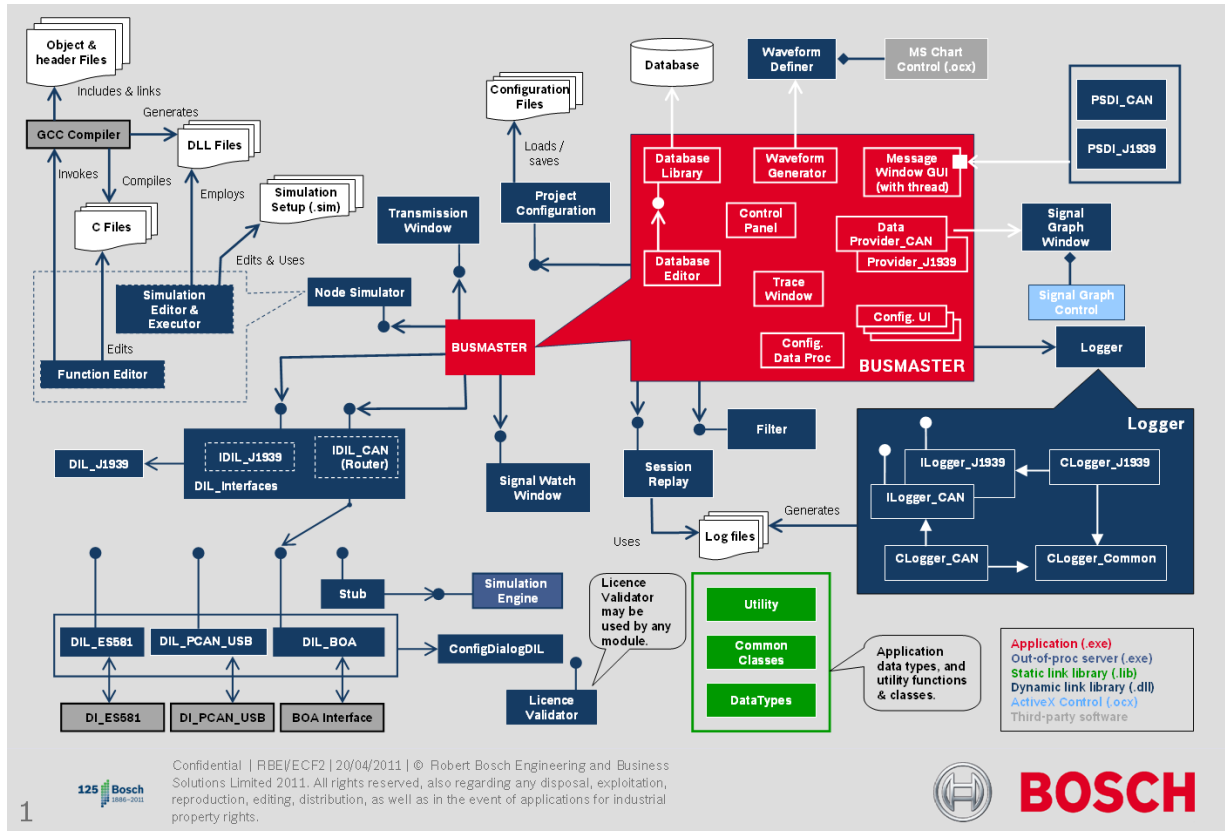 Object &
header Files
Includes & links
GCC Compiler
Generates
DLL Files
Invokes
Compiles
Employs
C Files
Simulation
Setup (.sim)
Edits & Uses
Simulation
Editor &
Executor
Edits
Function Editor
Transmission
Window
Node Simulator
Configuration
Files
Loads /
saves
Project
Configuration
Database
Waveform
Definer
MS Chart
Control (.ocx)
PSDI_CAN
PSDI_J1939
Database
Library
Waveform
Generator
Message
Window GUI
(with thread)
Control
Panel
Data
Provider_CAN
Provider_J1939
Signal
Graph
Window
Database
Editor
Trace
Window
Signal Graph
Control
Config. UI
Config.
Data Proc
BUSMASTER
BUSMASTER
Logger
IDIL_J1939
IDIL_CAN
(Router)
DIL_Interfaces
DIL_J1939
Signal Watch
Window
Session
Replay
Filter
Uses
Log files
Generates
Logger
ILogger_J1939
CLogger_J1939
ILogger_CAN
CLogger_CAN
CLogger_Common
Stub
Simulation
Engine
DIL_ES581
DIL_PCAN_USB
DIL_BOA
ConfigDialogDIL
DI_ES581
DI_PCAN_USB
BOA Interface
Licence
Validator
may be
used by any
module.
Licence
Validator
Utility
Common
Classes
DataTypes
Application
data types, and
utility functions
& classes.
Application (.exe)
Out-of-proc server (.exe)
Static link library (.lib)
Dynamic link library (.dll)
ActiveX Control (.ocx)
Third-party software
1
125 Bosch
1886–2011
Confidential | RBEI/ECF2 | 20/04/2011 | © Robert Bosch Engineering and Business
Solutions Limited 2011. All rights reserved, also regarding any disposal, exploitation,
reproduction, editing, distribution, as well as in the event of applications for industrial
property rights.
BOSCH